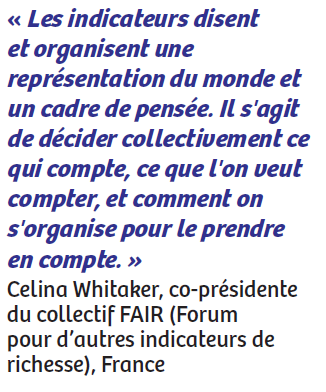 « Les indicateurs disent
et organisent une
représentation du monde et
un cadre de pensée. Il s'agit
de décider collectivement ce
qui compte, ce que l'on veut
compter, et comment on
s'organise pour le prendre
en compte. »
Celina Whitaker, co-présidente
du collectif FAIR (Forum
pour d’autres indicateurs de
richesse), France